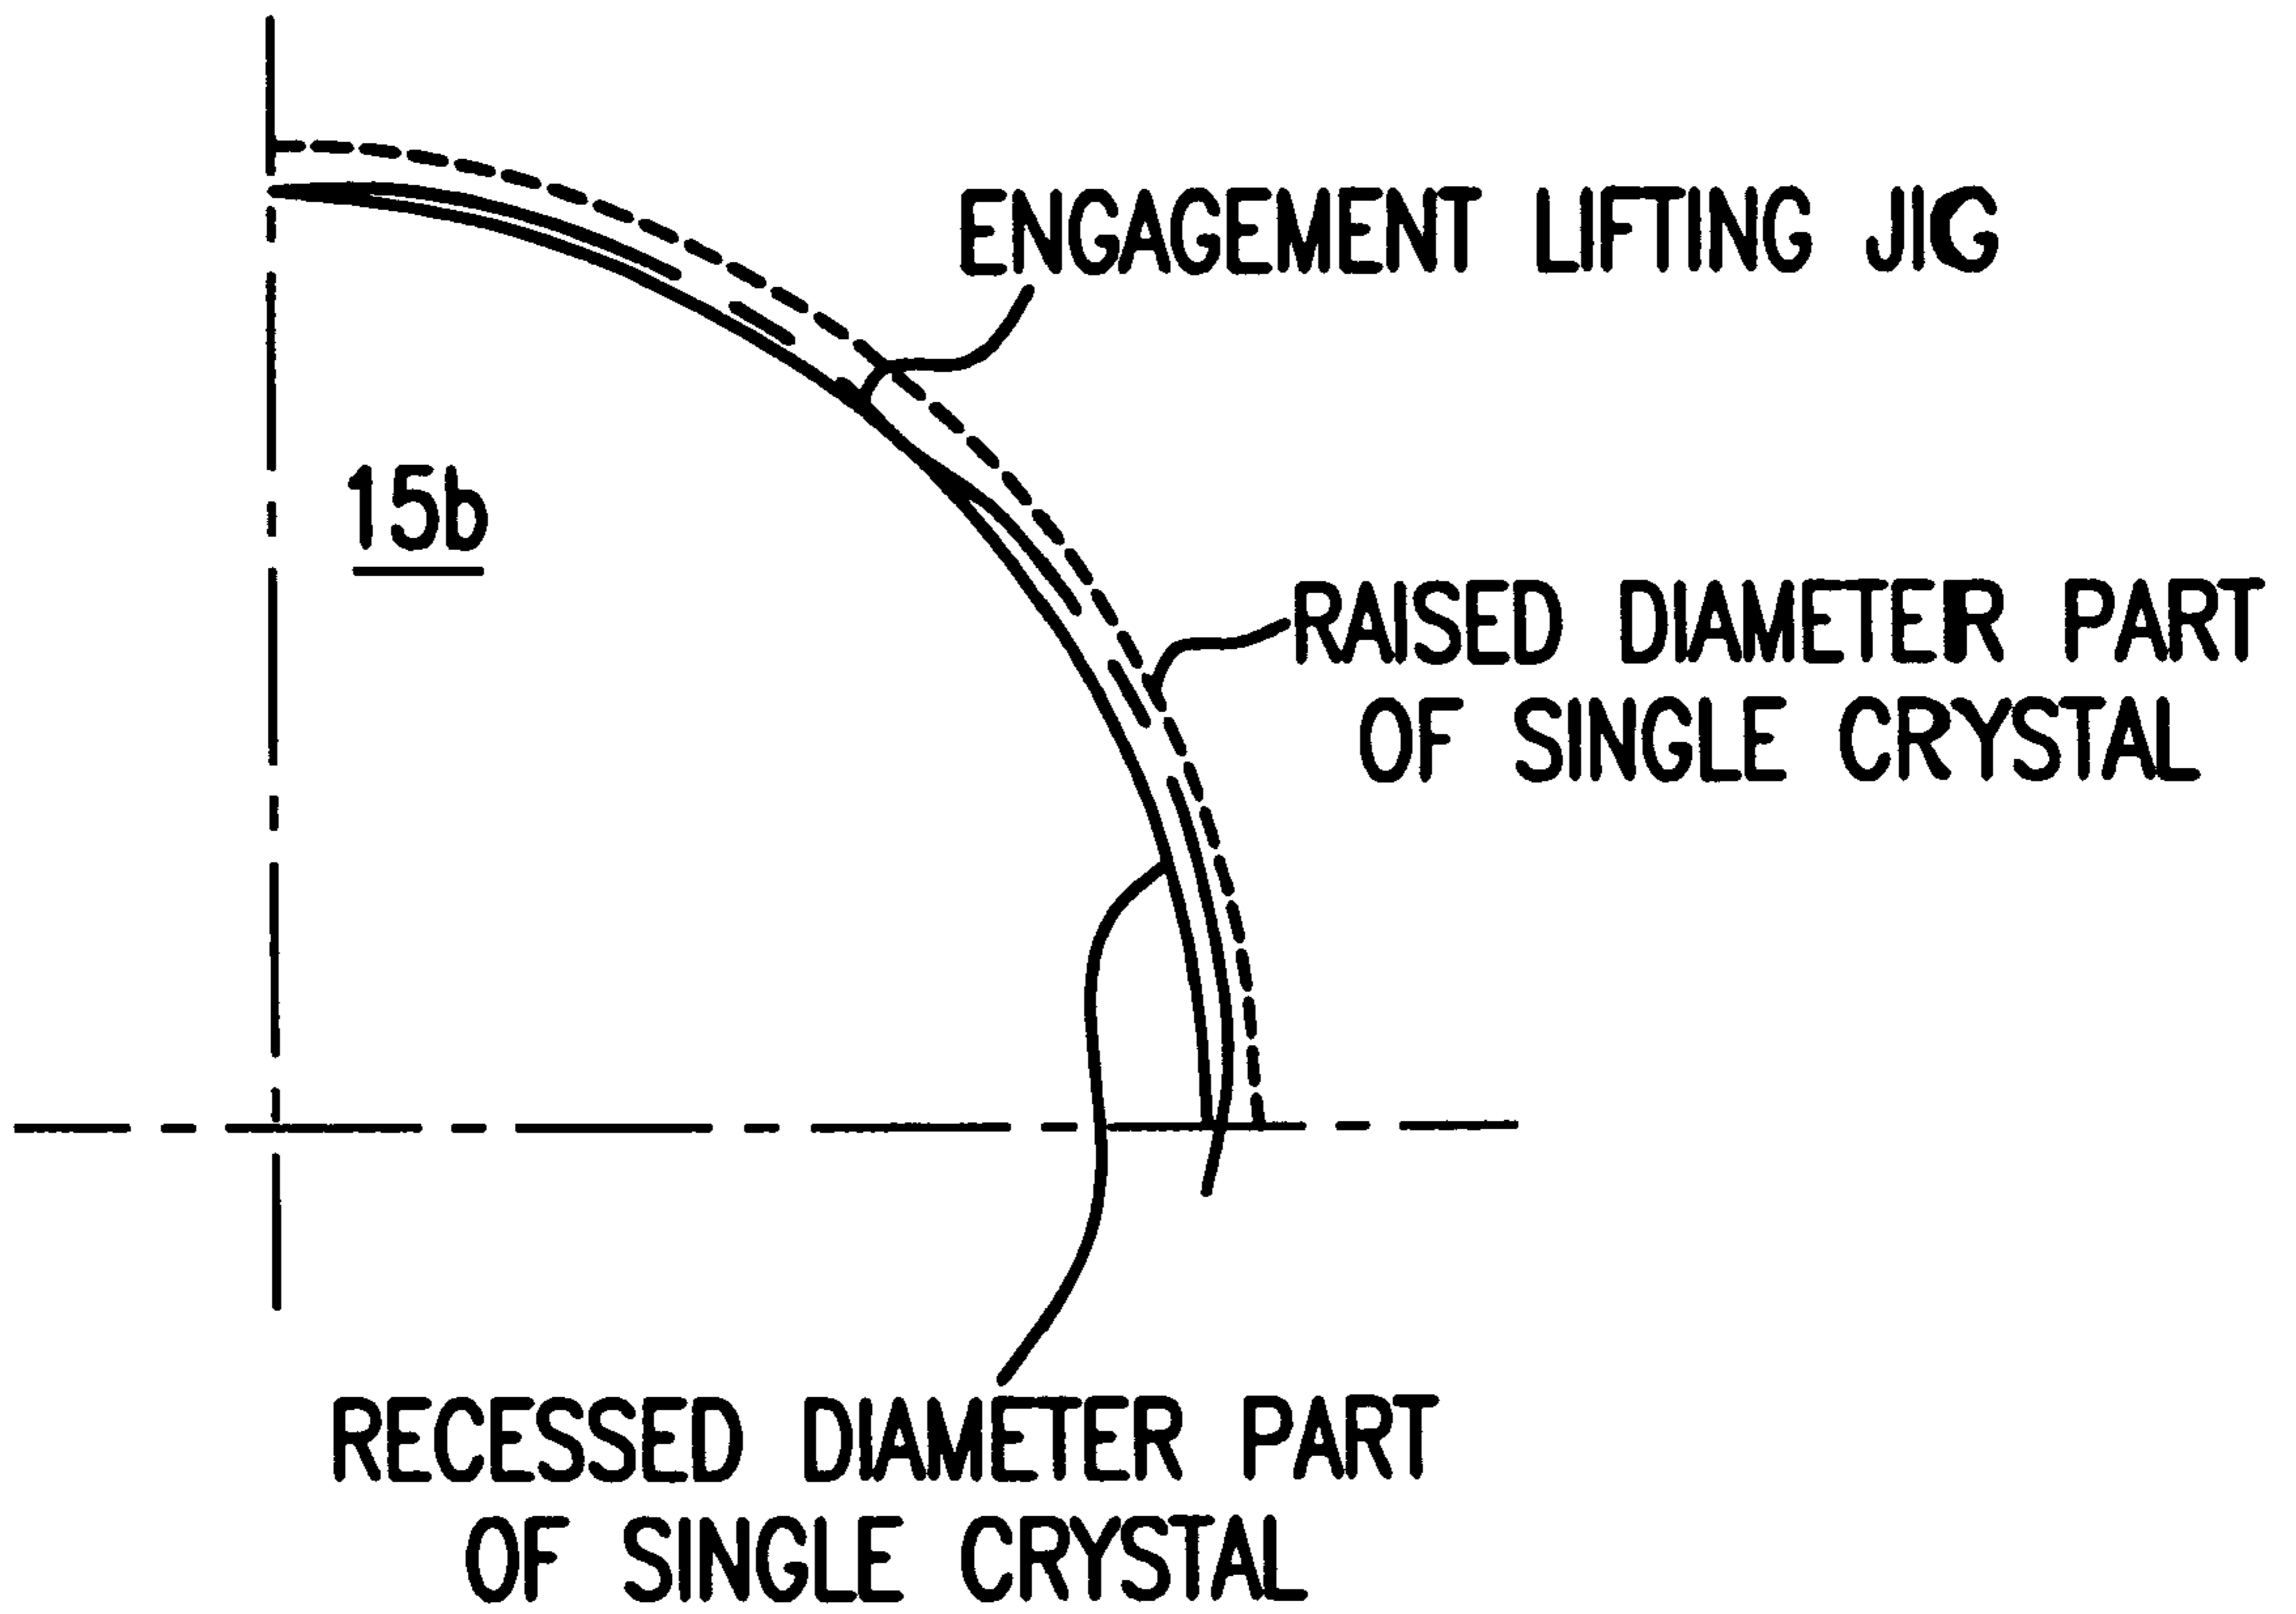 ENGAGEMENT LIFTING JIG
15b
RAISED DIAMETER PART
OF SINGLE CRYSTAL
RECESSED DIAMETER PART
OF SINGLE CRYSTAL